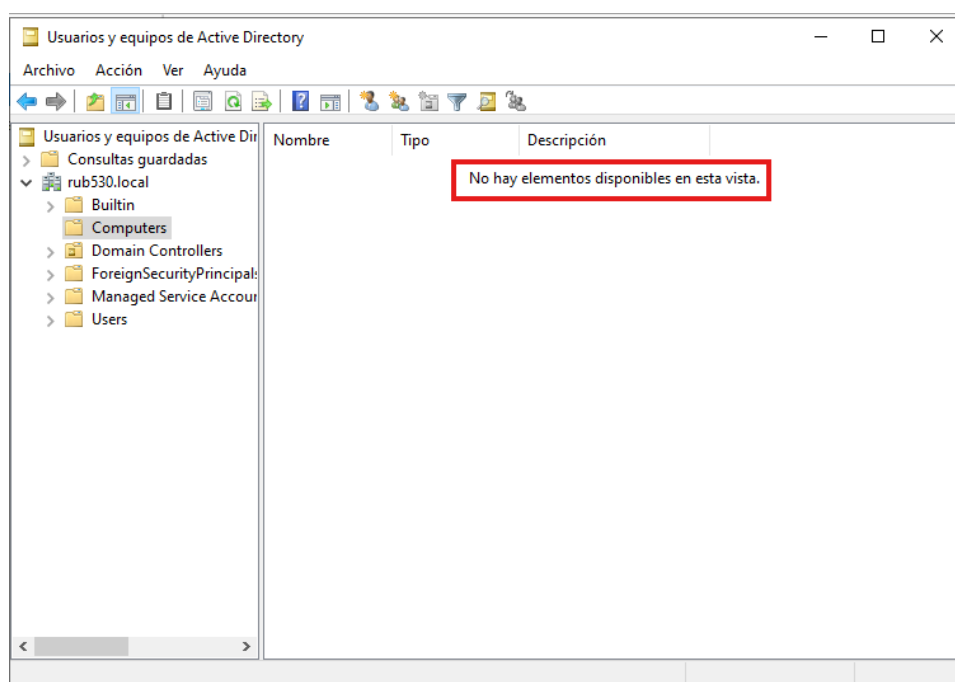 Usuarios y equipos de Active Directory
Archivo Acción Ver Ayuda
Usuarios y equipos de Active Dir
Consultas guardadas
rub530.local
Builtin
Computers
Domain Controllers
ForeignSecurityPrincipals
Managed Service Accour
Users
Nombre Tipo Descripción
No hay elementos disponibles en esta vista.